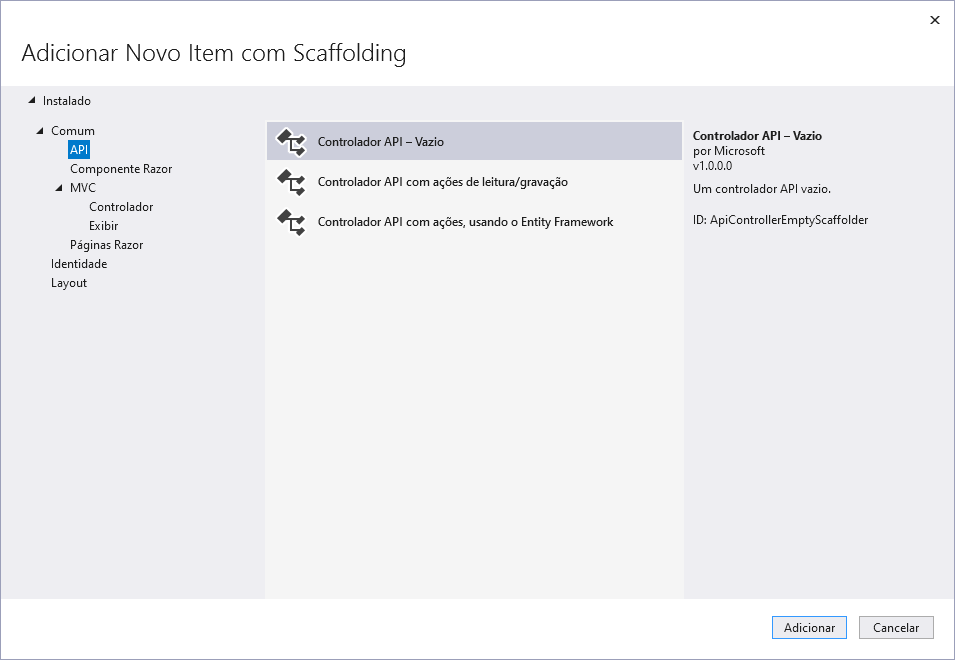 Adicionar Novo Item com Scaffolding
Instalado
Comum
API
Componente Razor
MVC
Controlador
Exibir
Páginas Razor
Identidade
Layout
Controlador API – Vazio
Controlador API com ações de leitura/gravação
Controlador API com ações, usando o Entity Framework
Controlador API – Vazio
por Microsoft
v1.0.0.0
Um controlador API vazio.
ID: ApiControllerEmptyScaffolder
Adicionar
Cancelar